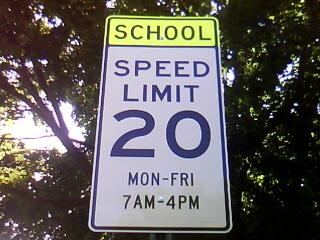 SCHOOL
SPEED
LIMIT
20
MON-FRI
7AM-4PM